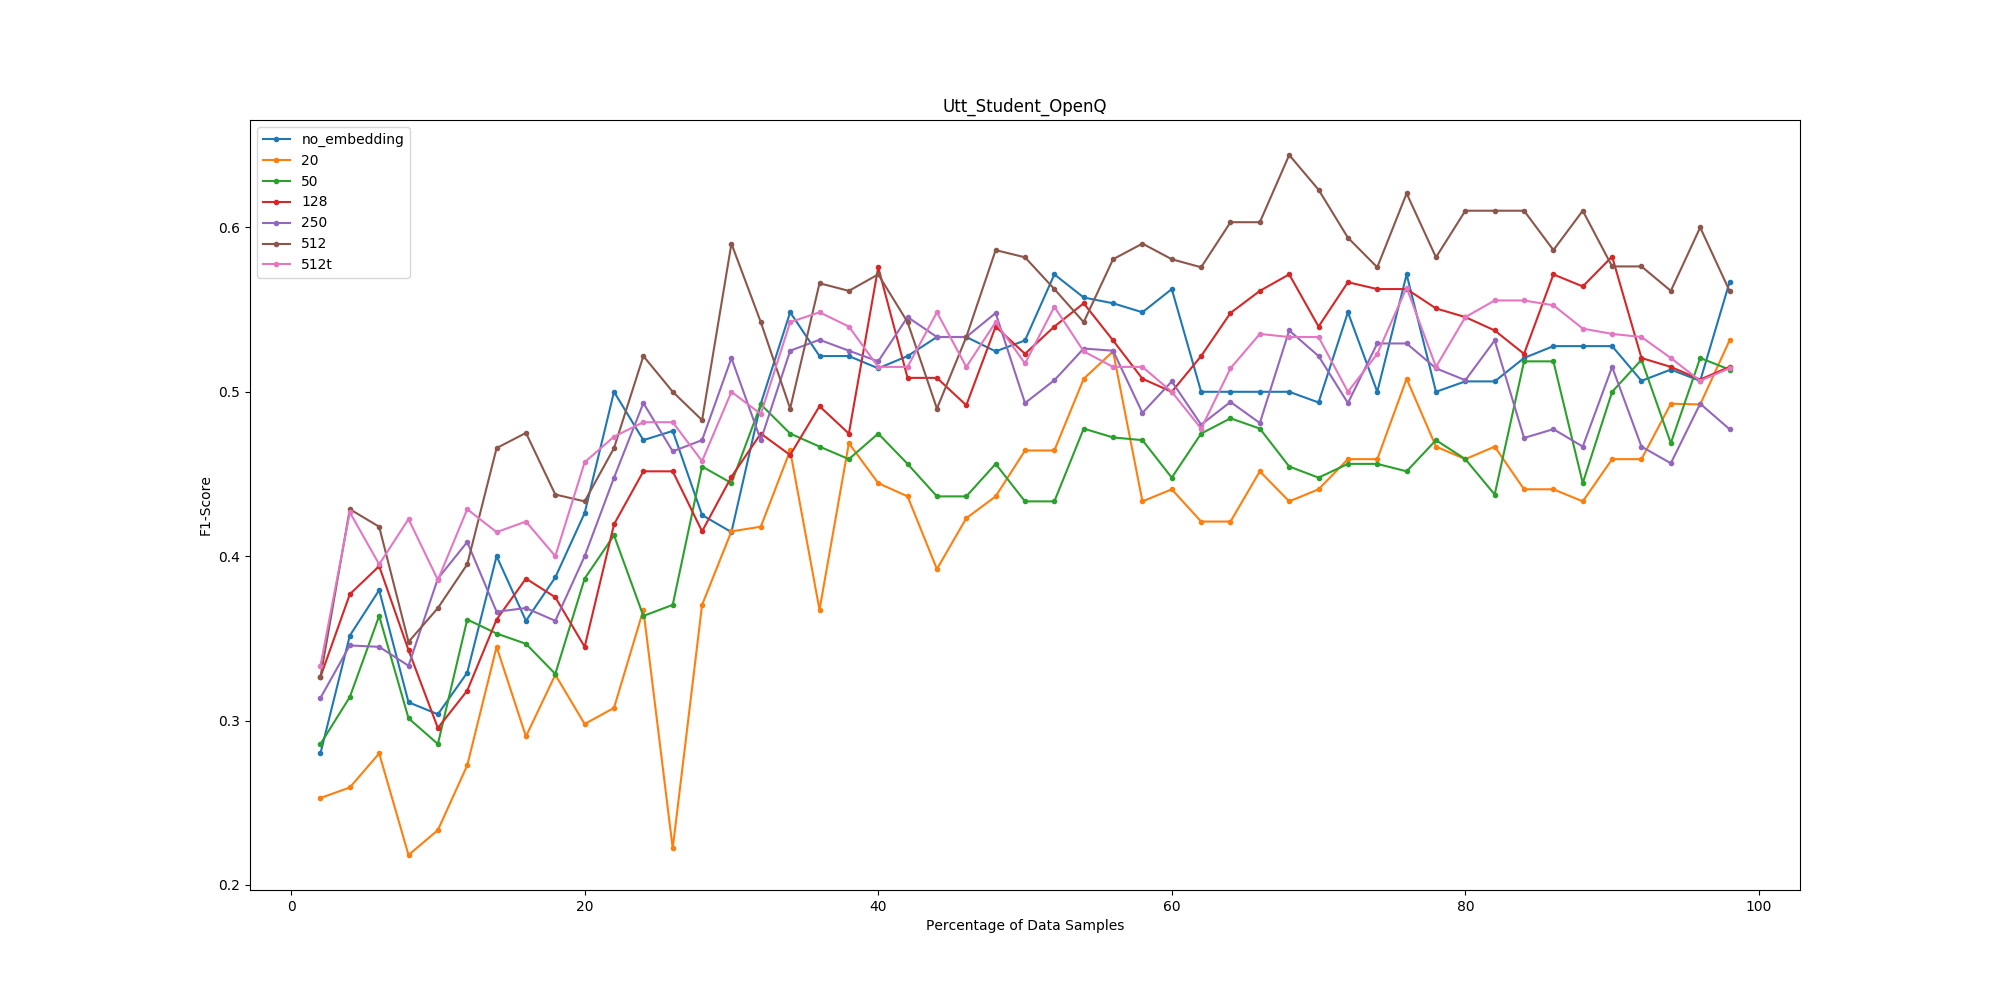 Utt_Student_OpenQ
no_embedding
20
50
128
250
512
512t
F1-Score
0.6
0.5
0.4
0.3
0.2
0 20 40 60 80 100
Percentage of Data Samples